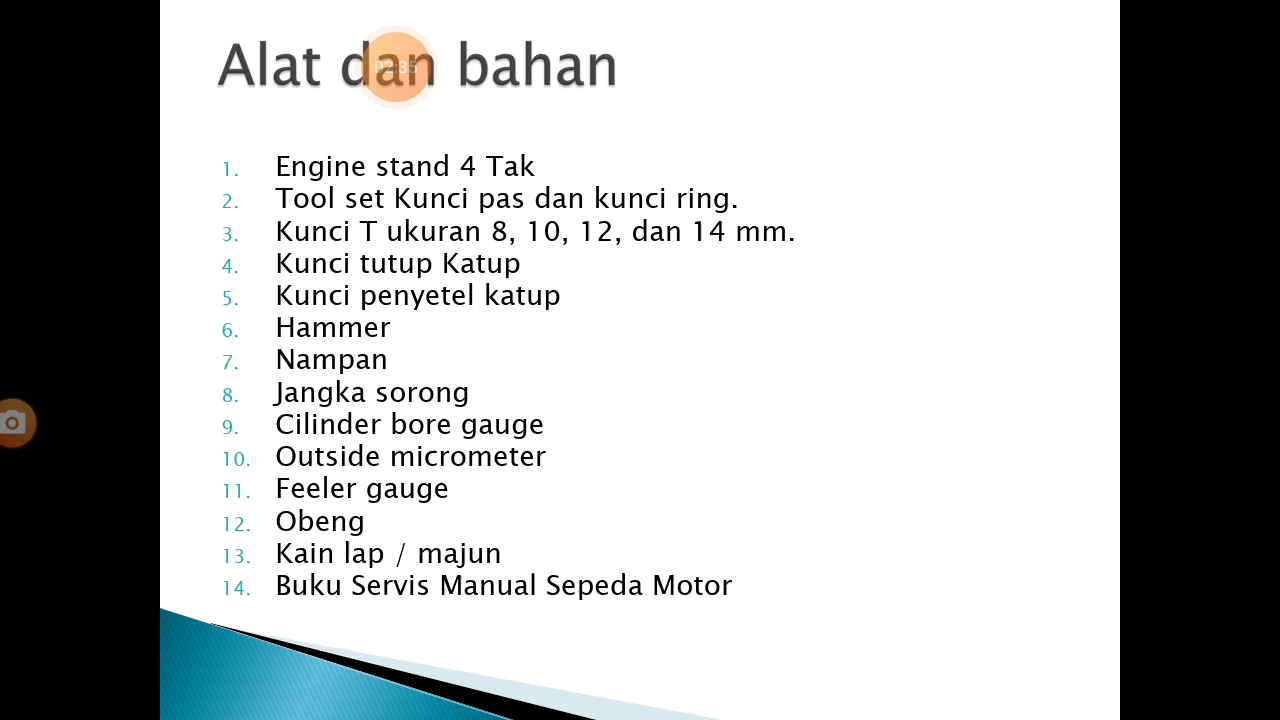 Alat dan bahan
02:35
1. Engine stand 4 Tak
2. Tool set Kunci pas dan kunci ring.
3. Kunci T ukuran 8, 10, 12, dan 14 mm.
4. Kunci tutup Katup
5. Kunci penyetel katup
6. Hammer
7. Nampan
8. Jangka sorong
9. Cilinder bore gauge
10. Outside micrometer
11. Feeler gauge
12. Obeng
13. Kain lap / majun
14. Buku Servis Manual Sepeda Motor